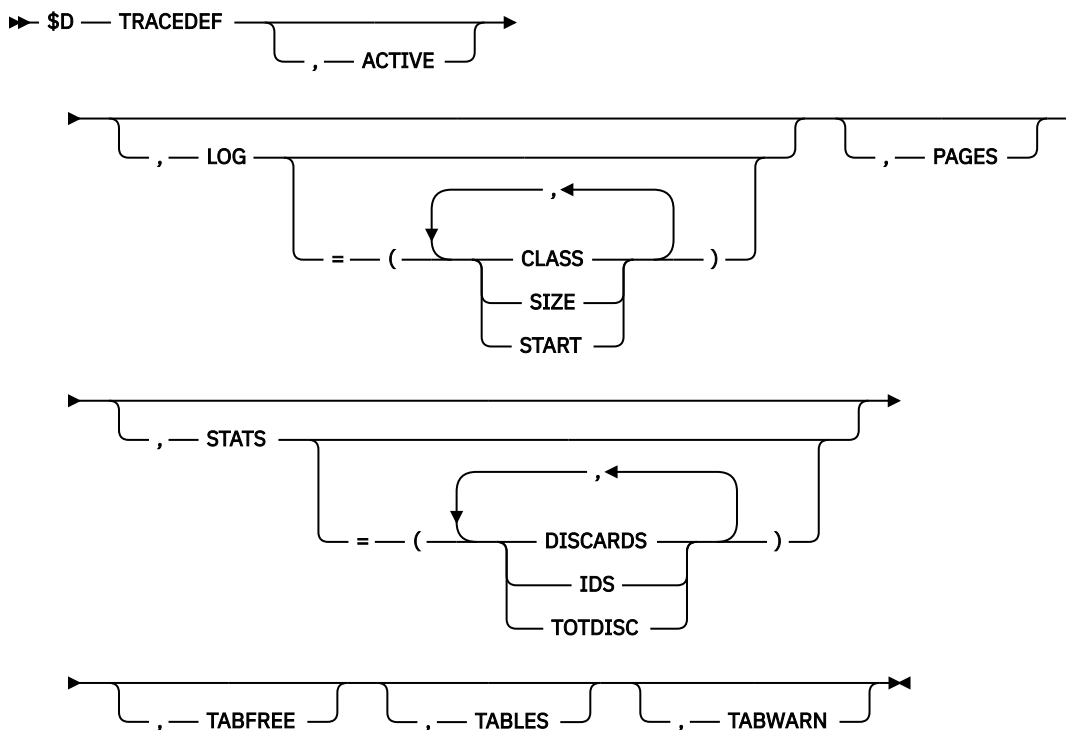 $D TRACEDEF
, ACTIVE
, LOG , PAGES
,
= ( CLASS )
SIZE
START
, STATS
,
= ( DISCARDS )
IDS
TOTDISC
, TABFREE , TABLES , TABWARN